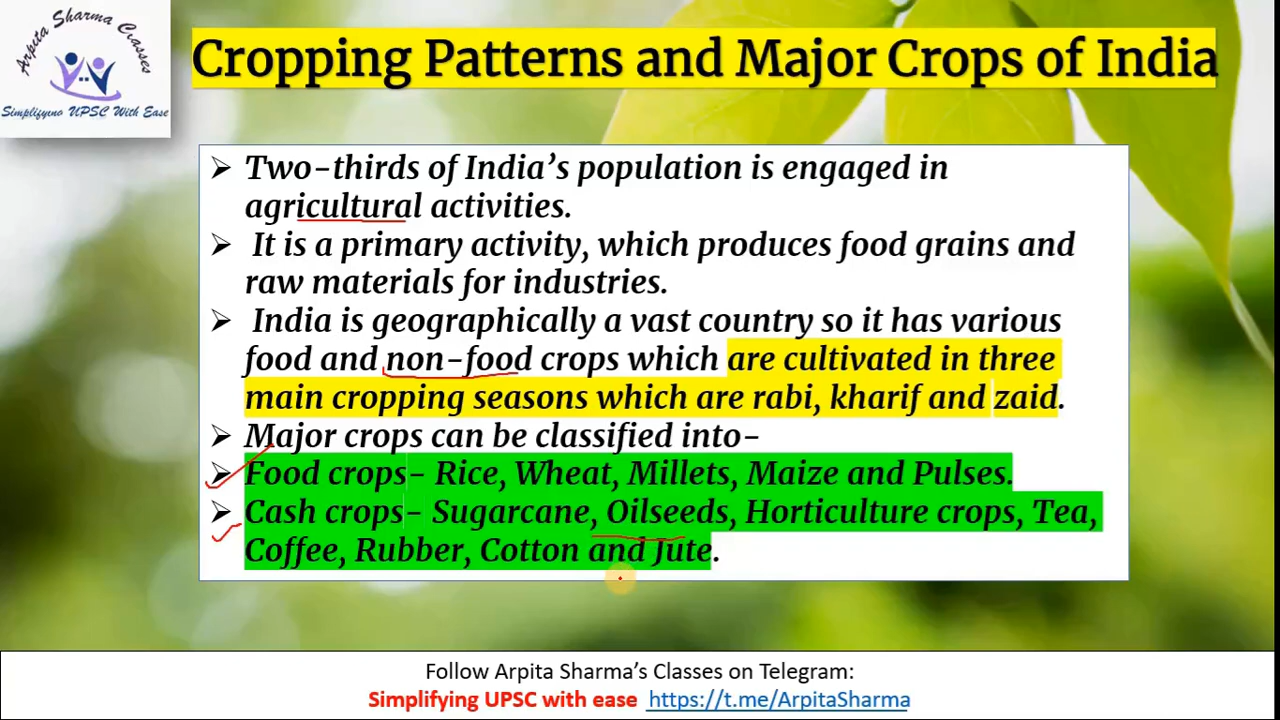 Arpita Sharma Classes
Simplifying UPSC With Ease
Cropping Patterns and Major Crops of India
➢ Two-thirds of India's population is engaged in
agricultural activities.
➢ It is a primary activity, which produces food grains and
raw materials for industries.
➢ India is geographically a vast country so it has various
food and non-food crops which are cultivated in three
main cropping seasons which are rabi, kharif and zaid.
➢ Major crops can be classified into-
➢ Food crops- Rice, Wheat, Millets, Maize and Pulses.
➢ Cash crops- Sugarcane, Oilseeds, Horticulture crops, Tea,
Coffee, Rubber, Cotton and Jute.
Follow Arpita Sharma's Classes on Telegram:
Simplifying UPSC with ease https://t.me/ArpitaSharma